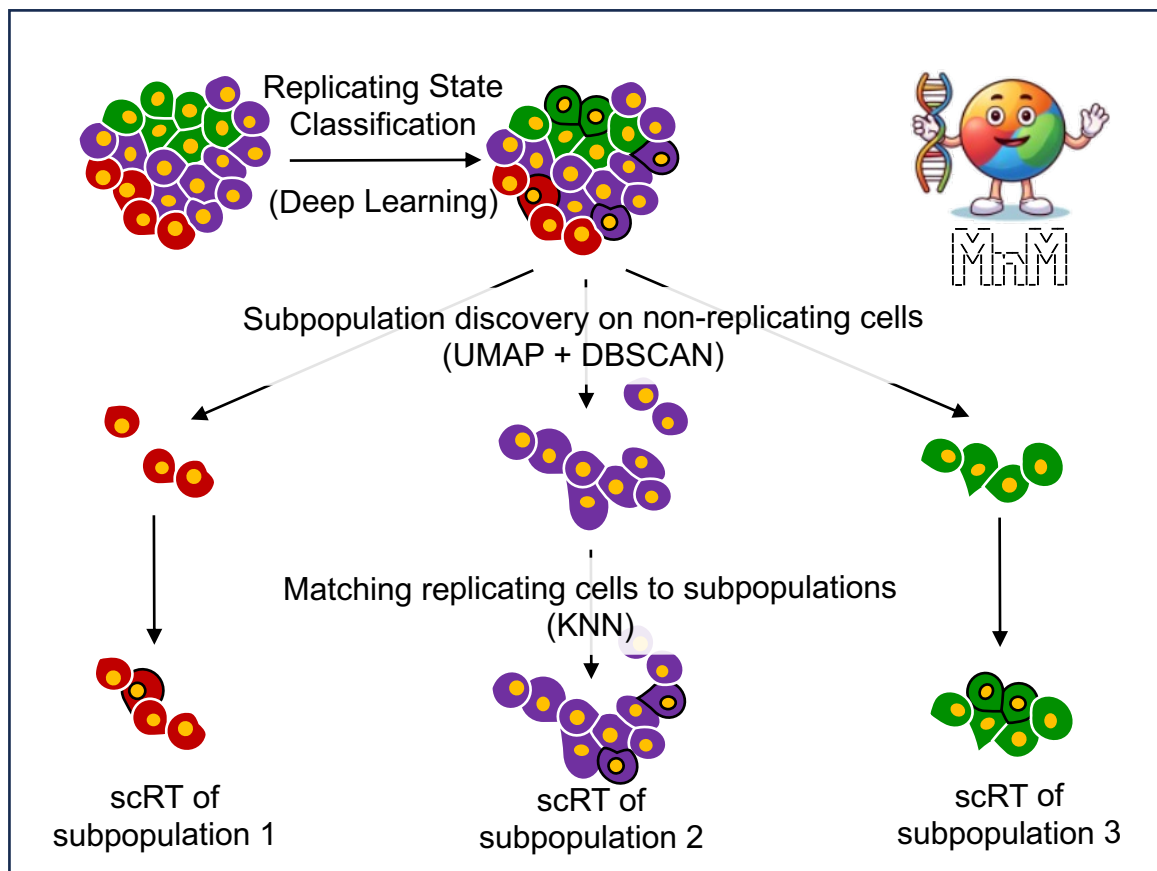 Replicating State
Classification
(Deep Learning)
MnM
Subpopulation discovery on non-replicating cells
(UMAP + DBSCAN)
Matching replicating cells to subpopulations
(KNN)
scRT of
subpopulation 1
scRT of
subpopulation 2
scRT of
subpopulation 3